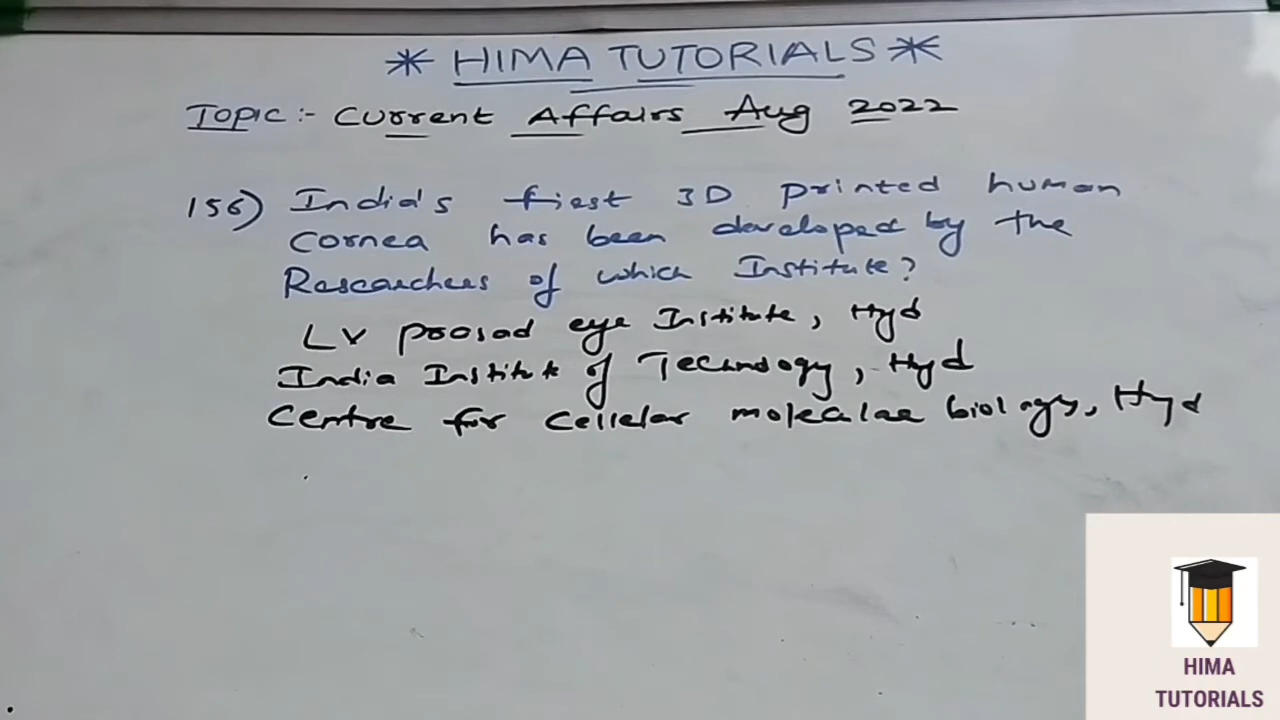 * HIMA TUTORIALS *
Topic:- Current Affairs Aug 2022
156) India's first 3D printed human
cornea has been developed by the
Researchers of which Institute?
LV prasad eye Institute, Hyd
India Institute of Technology, Hyd
Centre for cellular molecular biology, Hyd
HIMA
TUTORIALS